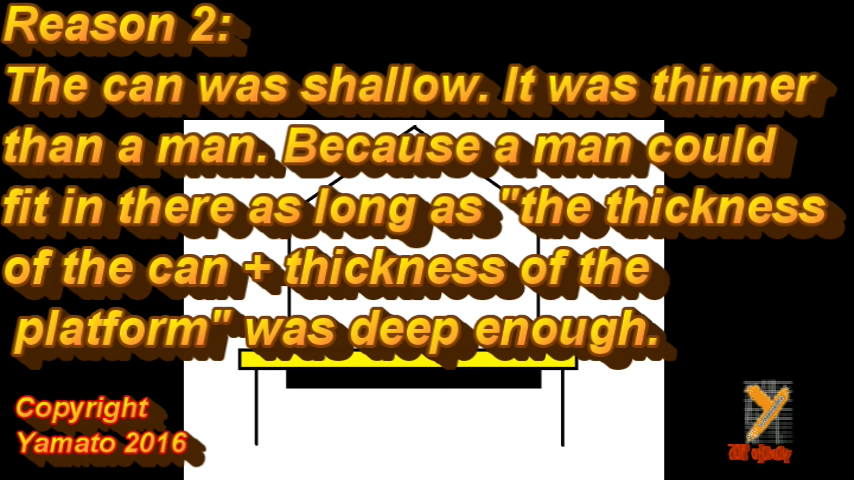 Reason 2:
The can was shallow. It was thinner
than a man. Because a man could
fit in there as long as "the thickness
of the can + thickness of the
platform" was deep enough.
Copyright
Yamato 2016
Y